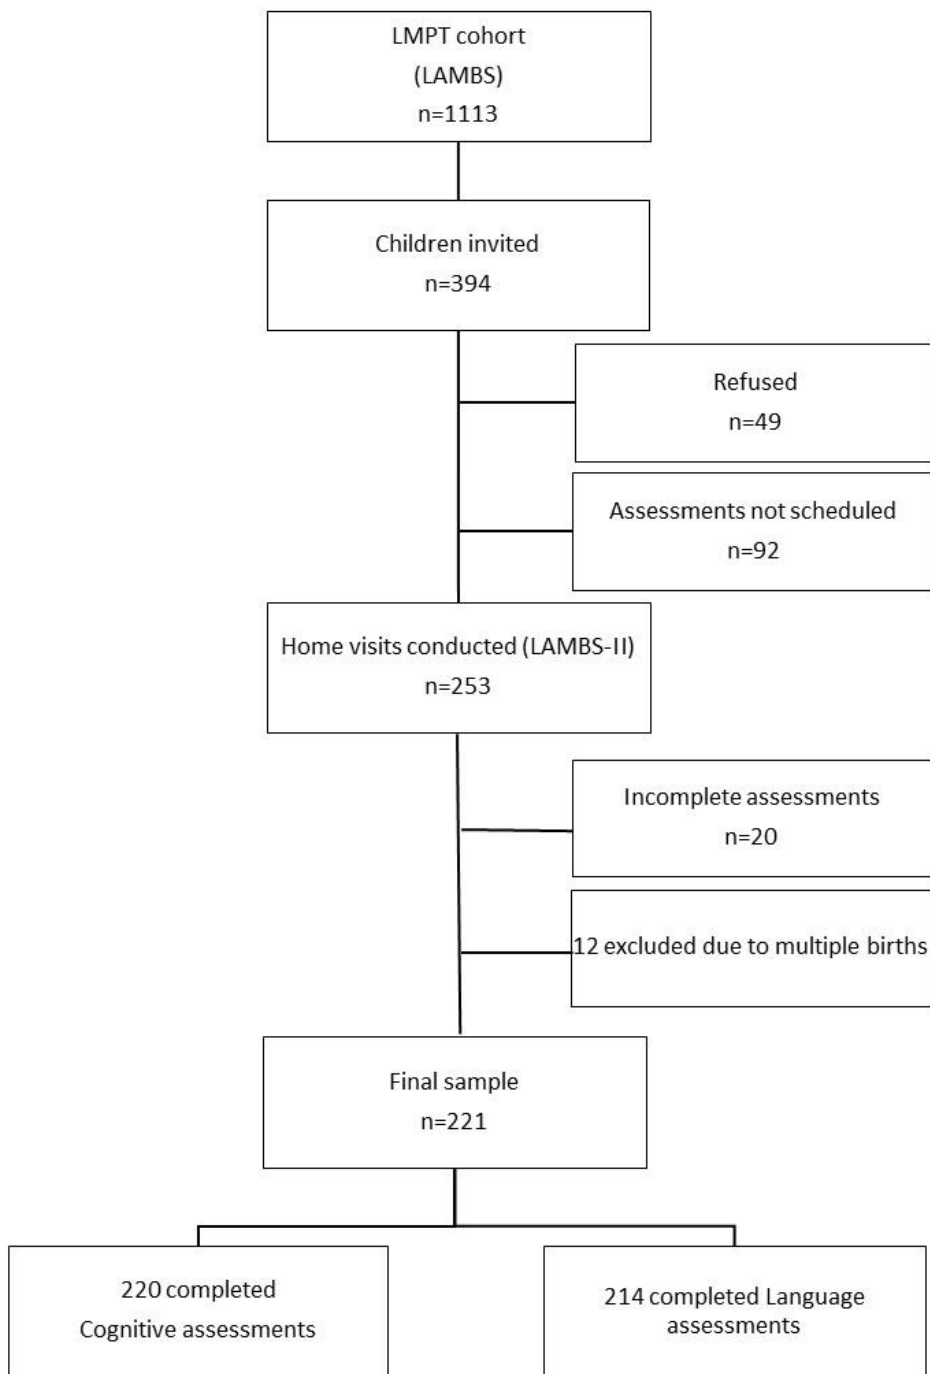 LMPT cohort
(LAMBS)
n=1113
Children invited
n=394
Refused
n=49
Assessments not scheduled
n=92
Home visits conducted (LAMBS-II)
n=253
Incomplete assessments
n=20
12 excluded due to multiple births
Final sample
n=221
220 completed
Cognitive assessments
214 completed Language
assessments